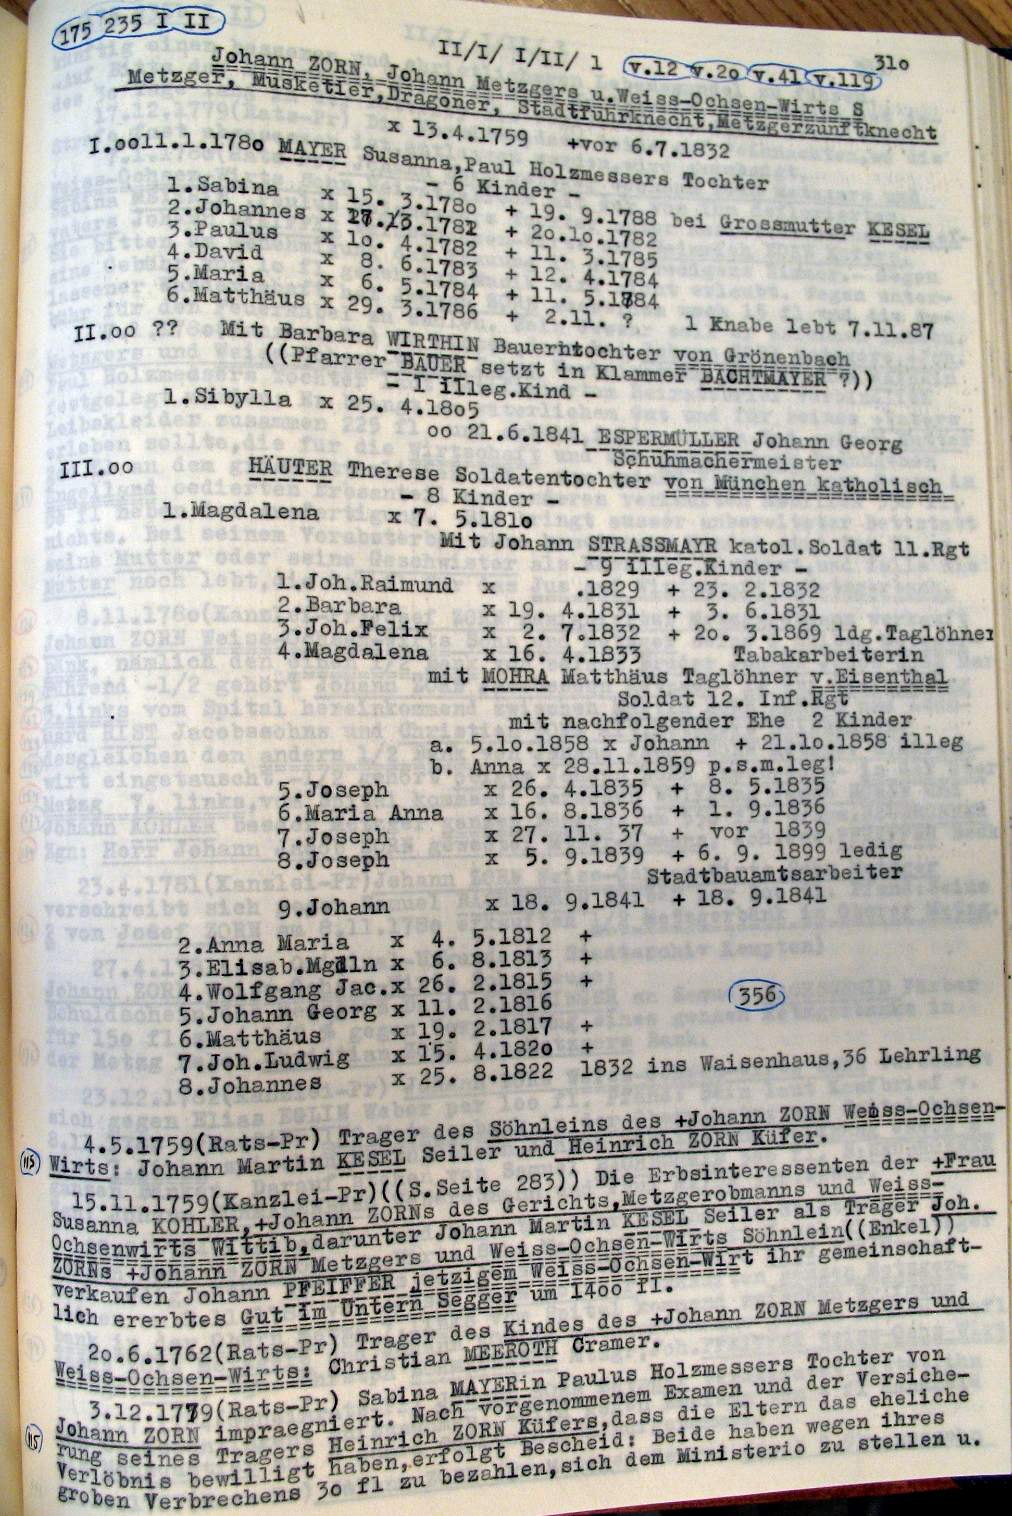 175 235 I II
II/I/ I/II/ 1 v.12 v.20 v.41 v.119 310
Johann ZORN, Johann Metzgers u.Weiss-Ochsen-Wirts S
Metzger, Musketier,Dragoner, Stadtfuhrknecht,Metzgerzunftknecht
x 13.4.1759 +vor 6.7.1832
I.oo11.1.178o MAYER Susanna,Paul Holzmessers Tochter
- 6 Kinder -
1.Sabina x 15. 3.178o + 19. 9.1788 bei Grossmutter KESEL
2.Johannes x 3.1782 + 2o.1o.1782
3.Paulus x 1o. 4.1782 + 11. 3.1785
4.David x 8. 6.1783 + 12. 4.1784
5.Maria x 6. 5.1784 + 11. 5.1784
6.Matthäus x 29. 3.1786 + 2.11. ? 1 Knabe lebt 7.11.87
II.oo ?? Mit Barbara WIRTHIN Bauerntochter von Grönenbach
((Pfarrer BAUER setzt in Klammer BACHTMAYER ?))
- I Illeg.Kind -
1.Sibylla x 25. 4.18o5
oo 21.6.1841 ESPERMÜLLER Johann Georg
Schuhmachermeister
III.oo HÄUTER Therese Soldatentochter von München katholisch
- 8 Kinder -
1.Magdalena x 7. 5.181o
Mit Johann STRASSMAYR katol.Soldat 11.Rgt
- 9 Illeg.Kinder -
1.Joh.Raimund x .1829 + 23. 2.1832
2.Barbara x 19. 4.1831 + 3. 6.1831
3.Joh.Felix x 2. 7.1832 + 2o. 3.1869 ldg.Taglöhner
4.Magdalena x 16. 4.1833 Tabakarbeiterin
mit MOHRA Matthäus Taglöhner v.Eisenthal
Soldat 12. Inf.Rgt
mit nachfolgender Ehe 2 Kinder
a. 5.1o.1858 x Johann + 21.1o.1858 illeg
b. Anna x 28.11.1859 p.s.m.leg!
5.Joseph x 26. 4.1835 + 8. 5.1835
6.Maria Anna x 16. 8.1836 + 1. 9.1836
7.Joseph x 27. 11. 37 + vor 1839
8.Joseph x 5. 9.1839 + 6. 9. 1899 ledig
Stadtbauamtsarbeiter
9.Johann x 18. 9.1841 + 18. 9.1841
2.Anna Maria x 4. 5.1812 +
3.Elisab.Mgdln x 6. 8.1813 +
4.Wolfgang Jac.x 26. 2.1815 +
5.Johann Georg x 11. 2.1816 356
6.Matthäus x 19. 2.1817 +
7.Joh.Ludwig x 15. 4.182o +
8.Johannes x 25. 8.1822 1832 ins Waisenhaus,36 Lehrling
4.5.1759(Rats-Pr) Trager des Söhnleins des +Johann ZORN Weiss-Ochsen-
115 Wirts: Johann Martin KESEL Seiler und Heinrich ZORN Küfer.
15.11.1759(Kanzlei-Pr)((S.Seite 283)) Die Erbsinteressenten der +Frau
Susanna KOHLER,+Johann ZORNs des Gerichts,Metzgerobmanns und Weiss-
Ochsenwirts Wittib,darunter Johann Martin KESEL Seiler als Träger Joh.
ZORNs +Johann ZORN Metzgers und Weiss-Ochsen-Wirts Söhnlein((Enkel))
verkaufen Johann PFEIFFER jetzigem Weiss-Ochsen-Wirt ihr gemeinschaft-
lich ererbtes Gut im Untern Segger um 1400 fl.
2o.6.1762(Rats-Pr) Trager des Kindes des +Johann ZORN Metzgers und
Weiss-Ochsen-Wirts: Christian MEEROTH Cramer.
3.12.1779(Rats-Pr) Sabina MAYERin Paulus Holzmessers Tochter von
115 Johann ZORN impraegniert. Nach vorgenommenem Examen und der Versiche-
rung seines Tragers Heinrich ZORN Küfers,dass die Eltern das eheliche
Verlöbnis bewilligt haben,erfolgt Bescheid: Beide haben wegen ihres
groben Verbrechens 3o fl zu bezahlen,sich dem Ministerio zu stellen u.